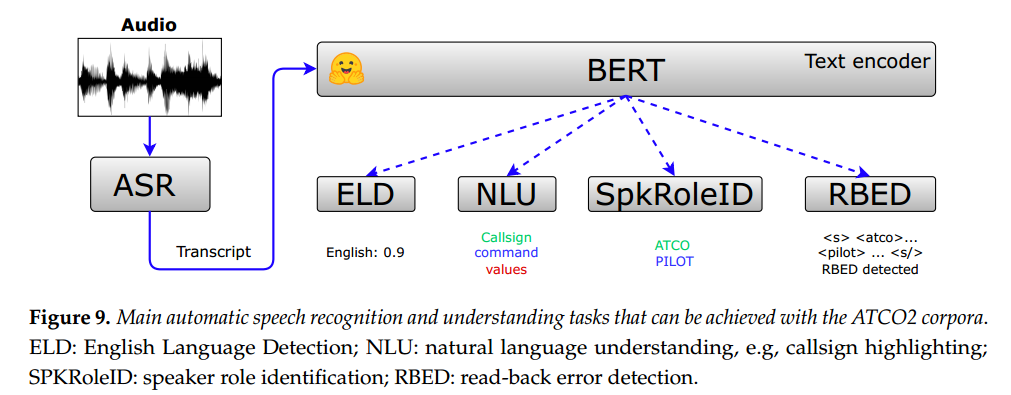 Audio
ASR
Transcript
BERT
Text encoder
ELD
NLU
SpkRoleID
RBED
English: 0.9
Callsign
command
values
ATCO
PILOT
<s> <atco>...
<pilot> ... <s/>
RBED detected
Figure 9. Main automatic speech recognition and understanding tasks that can be achieved with the ATCO2 corpora.
ELD: English Language Detection; NLU: natural language understanding, e.g, callsign highlighting;
SPKRoleID: speaker role identification; RBED: read-back error detection.